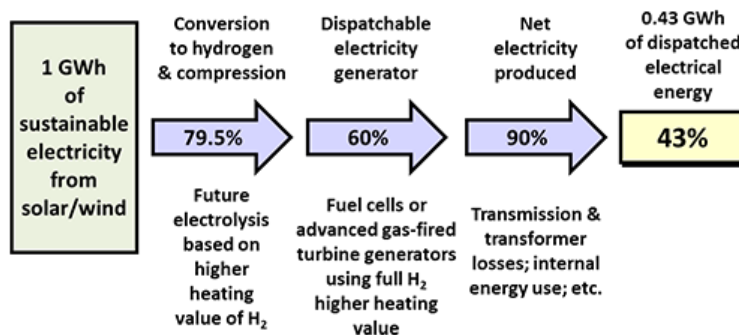 1 GWh
of
sustainable
electricity
from
solar/wind
Conversion
to hydrogen
& compression
79.5%
Future
electrolysis
based on
higher
heating
value of H₂
Dispatchable
electricity
generator
60%
Fuel cells or
advanced gas-fired
turbine generators
using full H₂
higher heating
value
Net
electricity
produced
90%
Transmission &
transformer
losses; internal
energy use; etc.
0.43 GWh
of dispatched
electrical
energy
43%